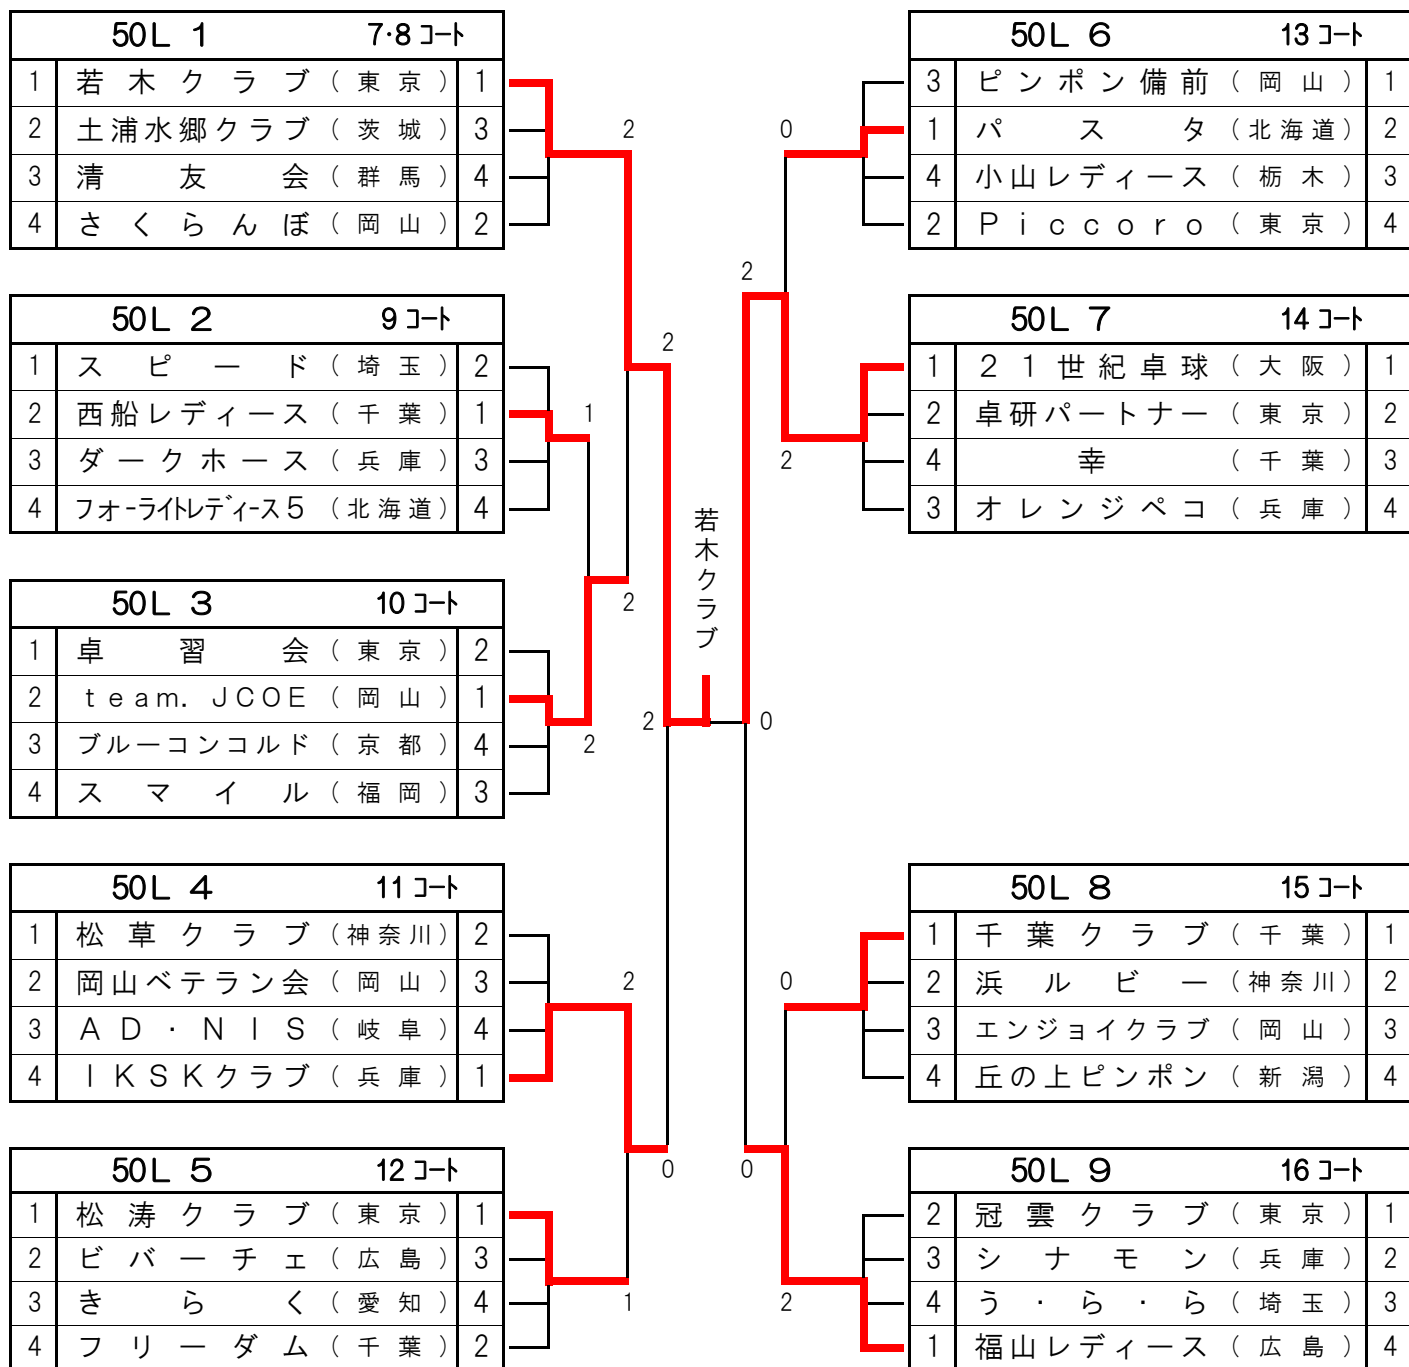 50L 1 7·8 コート
1 若木クラブ (東京) 1
2 土浦水郷クラブ (茨城) 3
3 清友会 (群馬) 4
4 さくらんぼ (岡山) 2
50L 2 9 コート
1 スピード (埼玉) 2
2 西船レディース (千葉) 1
3 ダークホース (兵庫) 3
4 フォーライトレディース5 (北海道) 4
50L 3 10 コート
1 卓習会 (東京) 2
2 team. JCOE (岡山) 1
3 ブルーコンコルド (京都) 4
4 スマイル (福岡) 3
50L 4 11 コート
1 松草クラブ (神奈川) 2
2 岡山ベテラン会 (岡山) 3
3 AD・NIS (岐阜) 4
4 IKSKクラブ (兵庫) 1
50L 5 12 コート
1 松涛クラブ (東京) 1
2 ビバーチェ (広島) 3
3 きらく (愛知) 4
4 フリーダム (千葉) 2
2
2
1
2
2
2
2
0
1
若木クラブ
0
2
2
0
0
0
2
50L 6 13 コート
3 ピンポン備前 (岡山) 1
1 パスタ (北海道) 2
4 小山レディース (栃木) 3
2 Piccoro (東京) 4
50L 7 14 コート
1 21世紀卓球 (大阪) 1
2 卓研パートナー (東京) 2
4 幸 (千葉) 3
3 オレンジペコ (兵庫) 4
50L 8 15 コート
1 千葉クラブ (千葉) 1
2 浜ルビー (神奈川) 2
3 エンジョイクラブ (岡山) 3
4 丘の上ピンポン (新潟) 4
50L 9 16 コート
2 冠雲クラブ (東京) 1
3 シナモン (兵庫) 2
4 う・ら・ら (埼玉) 3
1 福山レディース (広島) 4